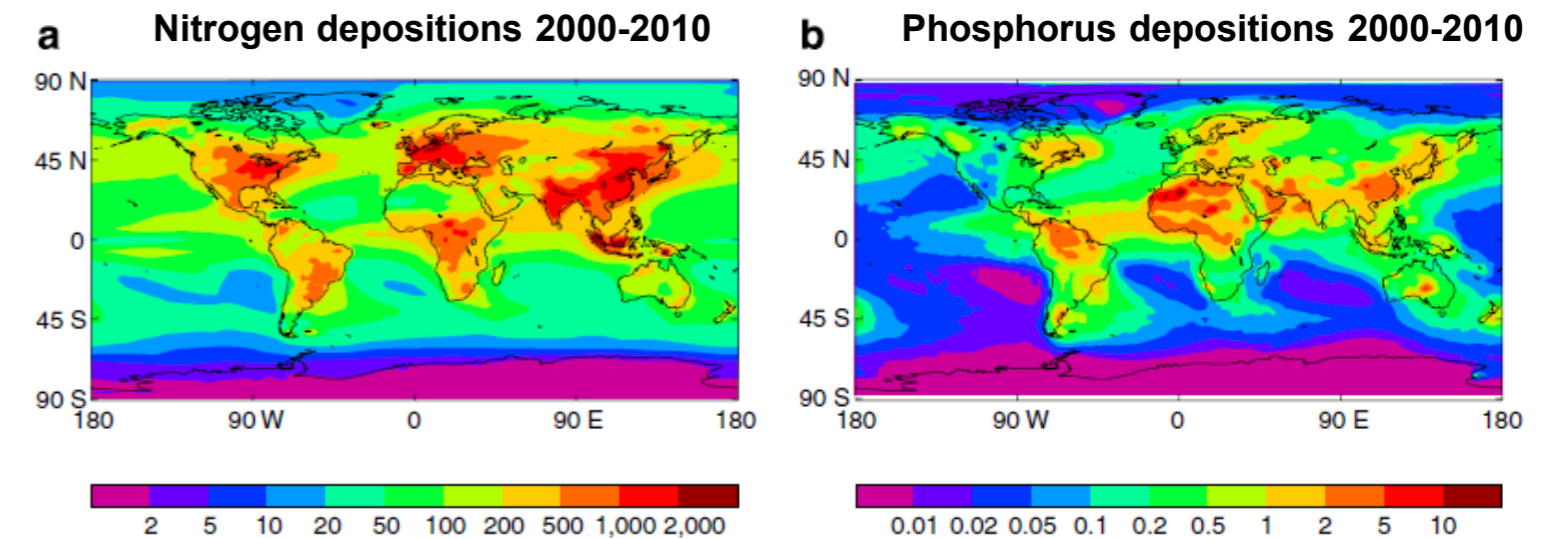 a Nitrogen depositions 2000-2010
90 N
45 N
0
45 S
90 S
180 90 W 0 90 E 180
2 5 10 20 50 100 200 500 1,000 2,000
b Phosphorus depositions 2000-2010
90 N
45 N
0
45 S
90 S
180 90 W 0 90 E 180
0.01 0.02 0.05 0.1 0.2 0.5 1 2 5 10